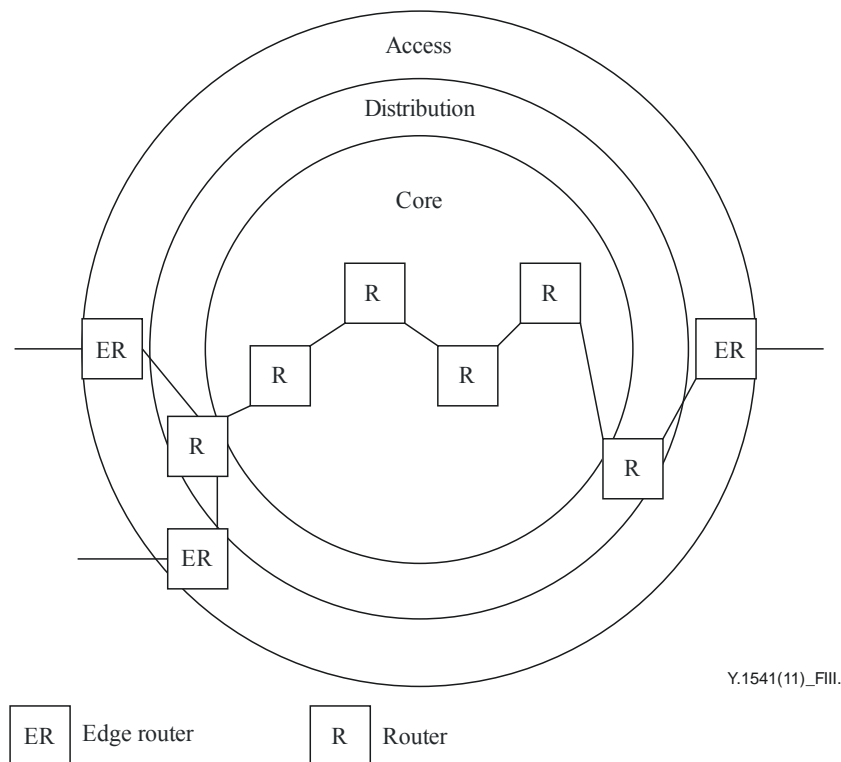 Access
Distribution
Core
R
R
ER
ER
R
R
R
R
ER
Y.1541(11)_FIII.
ER Edge router
R Router